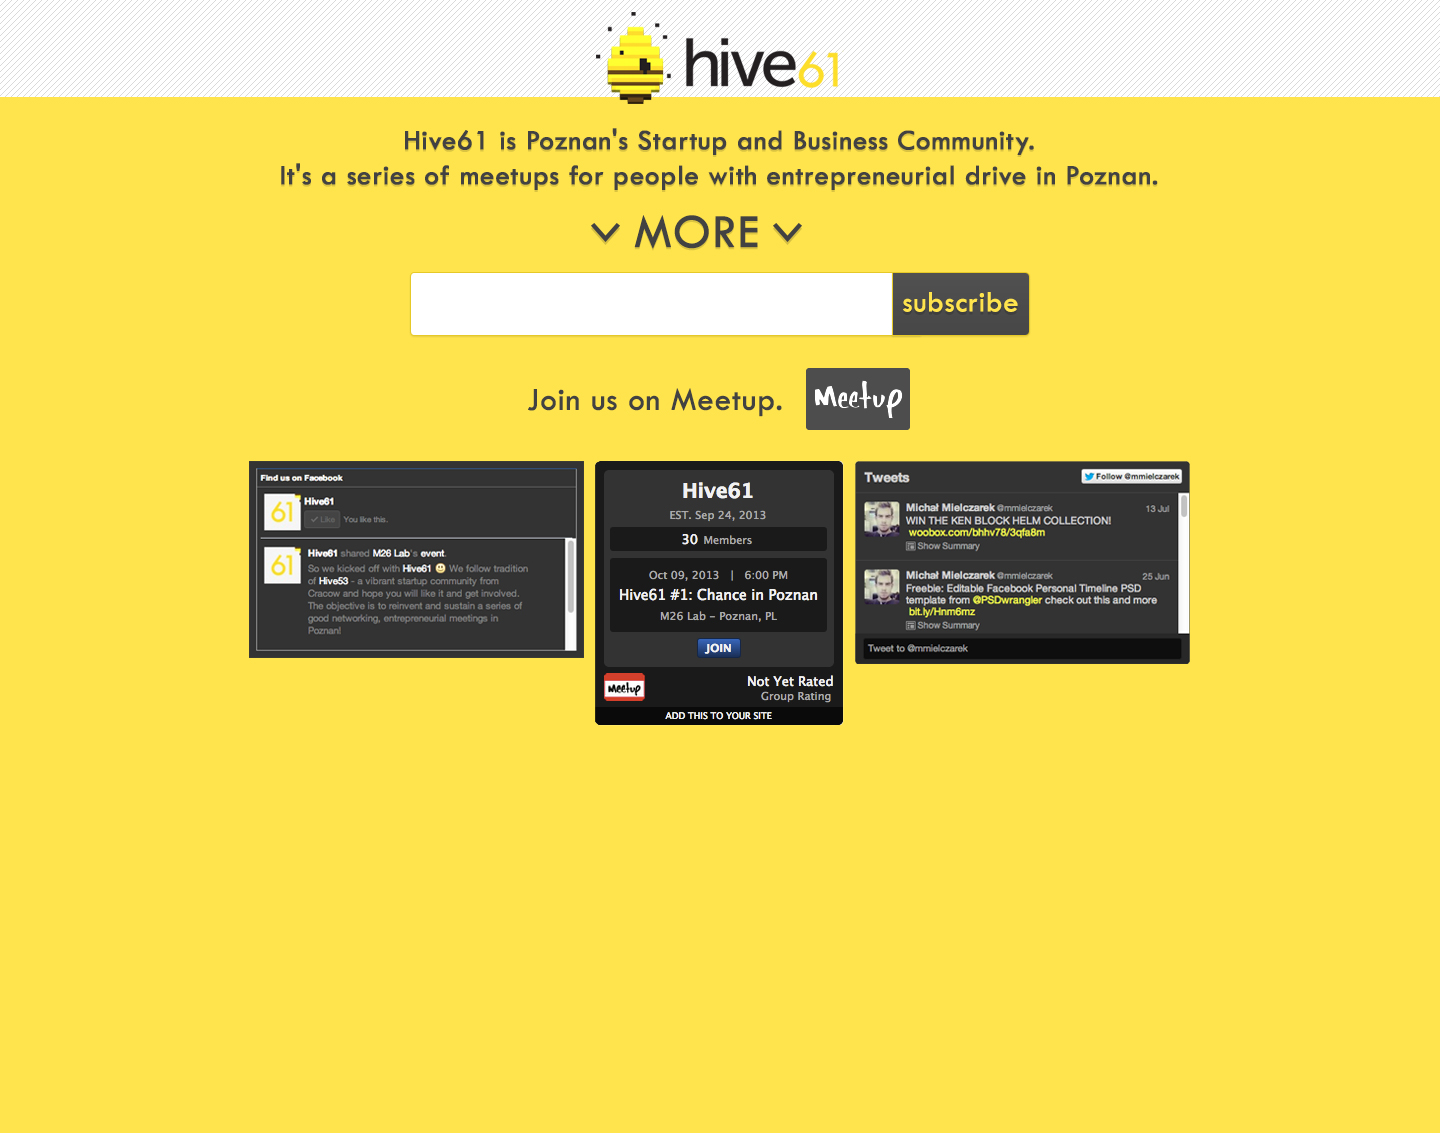 hive61
Hive61 is Poznan's Startup and Business Community.
It's a series of meetups for people with entrepreneurial drive in Poznan.
MORE
subscribe
Join us on Meetup.
Meetup
Find us on Facebook
61
Hive61
Like
You like this.
61
Hive61 shared M26 Lab's event.
So we kicked off with Hive61 😃 We follow tradition
of Hive53 - a vibrant startup community from
Cracow and hope you will like it and get involved.
The objective is to reinvent and sustain a series of
good networking, entrepreneurial meetings in
Poznan!
Hive61
EST. Sep 24, 2013
30 Members
Oct 09, 2013 | 6:00 PM
Hive61 #1: Chance in Poznan
M26 Lab – Poznan, PL
JOIN
Meetup
Not Yet Rated
Group Rating
ADD THIS TO YOUR SITE
Tweets
Follow @mmielczarek
Michał Mielczarek @mmielczarek
13 Jul
WIN THE KEN BLOCK HELM COLLECTION!
woobox.com/bhhv78/3qfa8m
Show Summary
Michał Mielczarek @mmielczarek
25 Jun
Freebie: Editable Facebook Personal Timeline PSD
template from @PSDwrangler check out this and more
bit.ly/Hnm6mz
Show Summary
Tweet to @mmielczarek